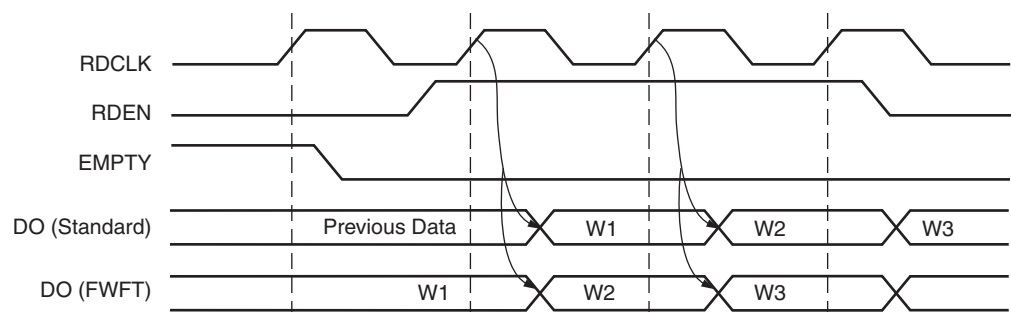 RDCLK
RDEN
EMPTY
DO (Standard) Previous Data W1 W2 W3
DO (FWFT) W1 W2 W3